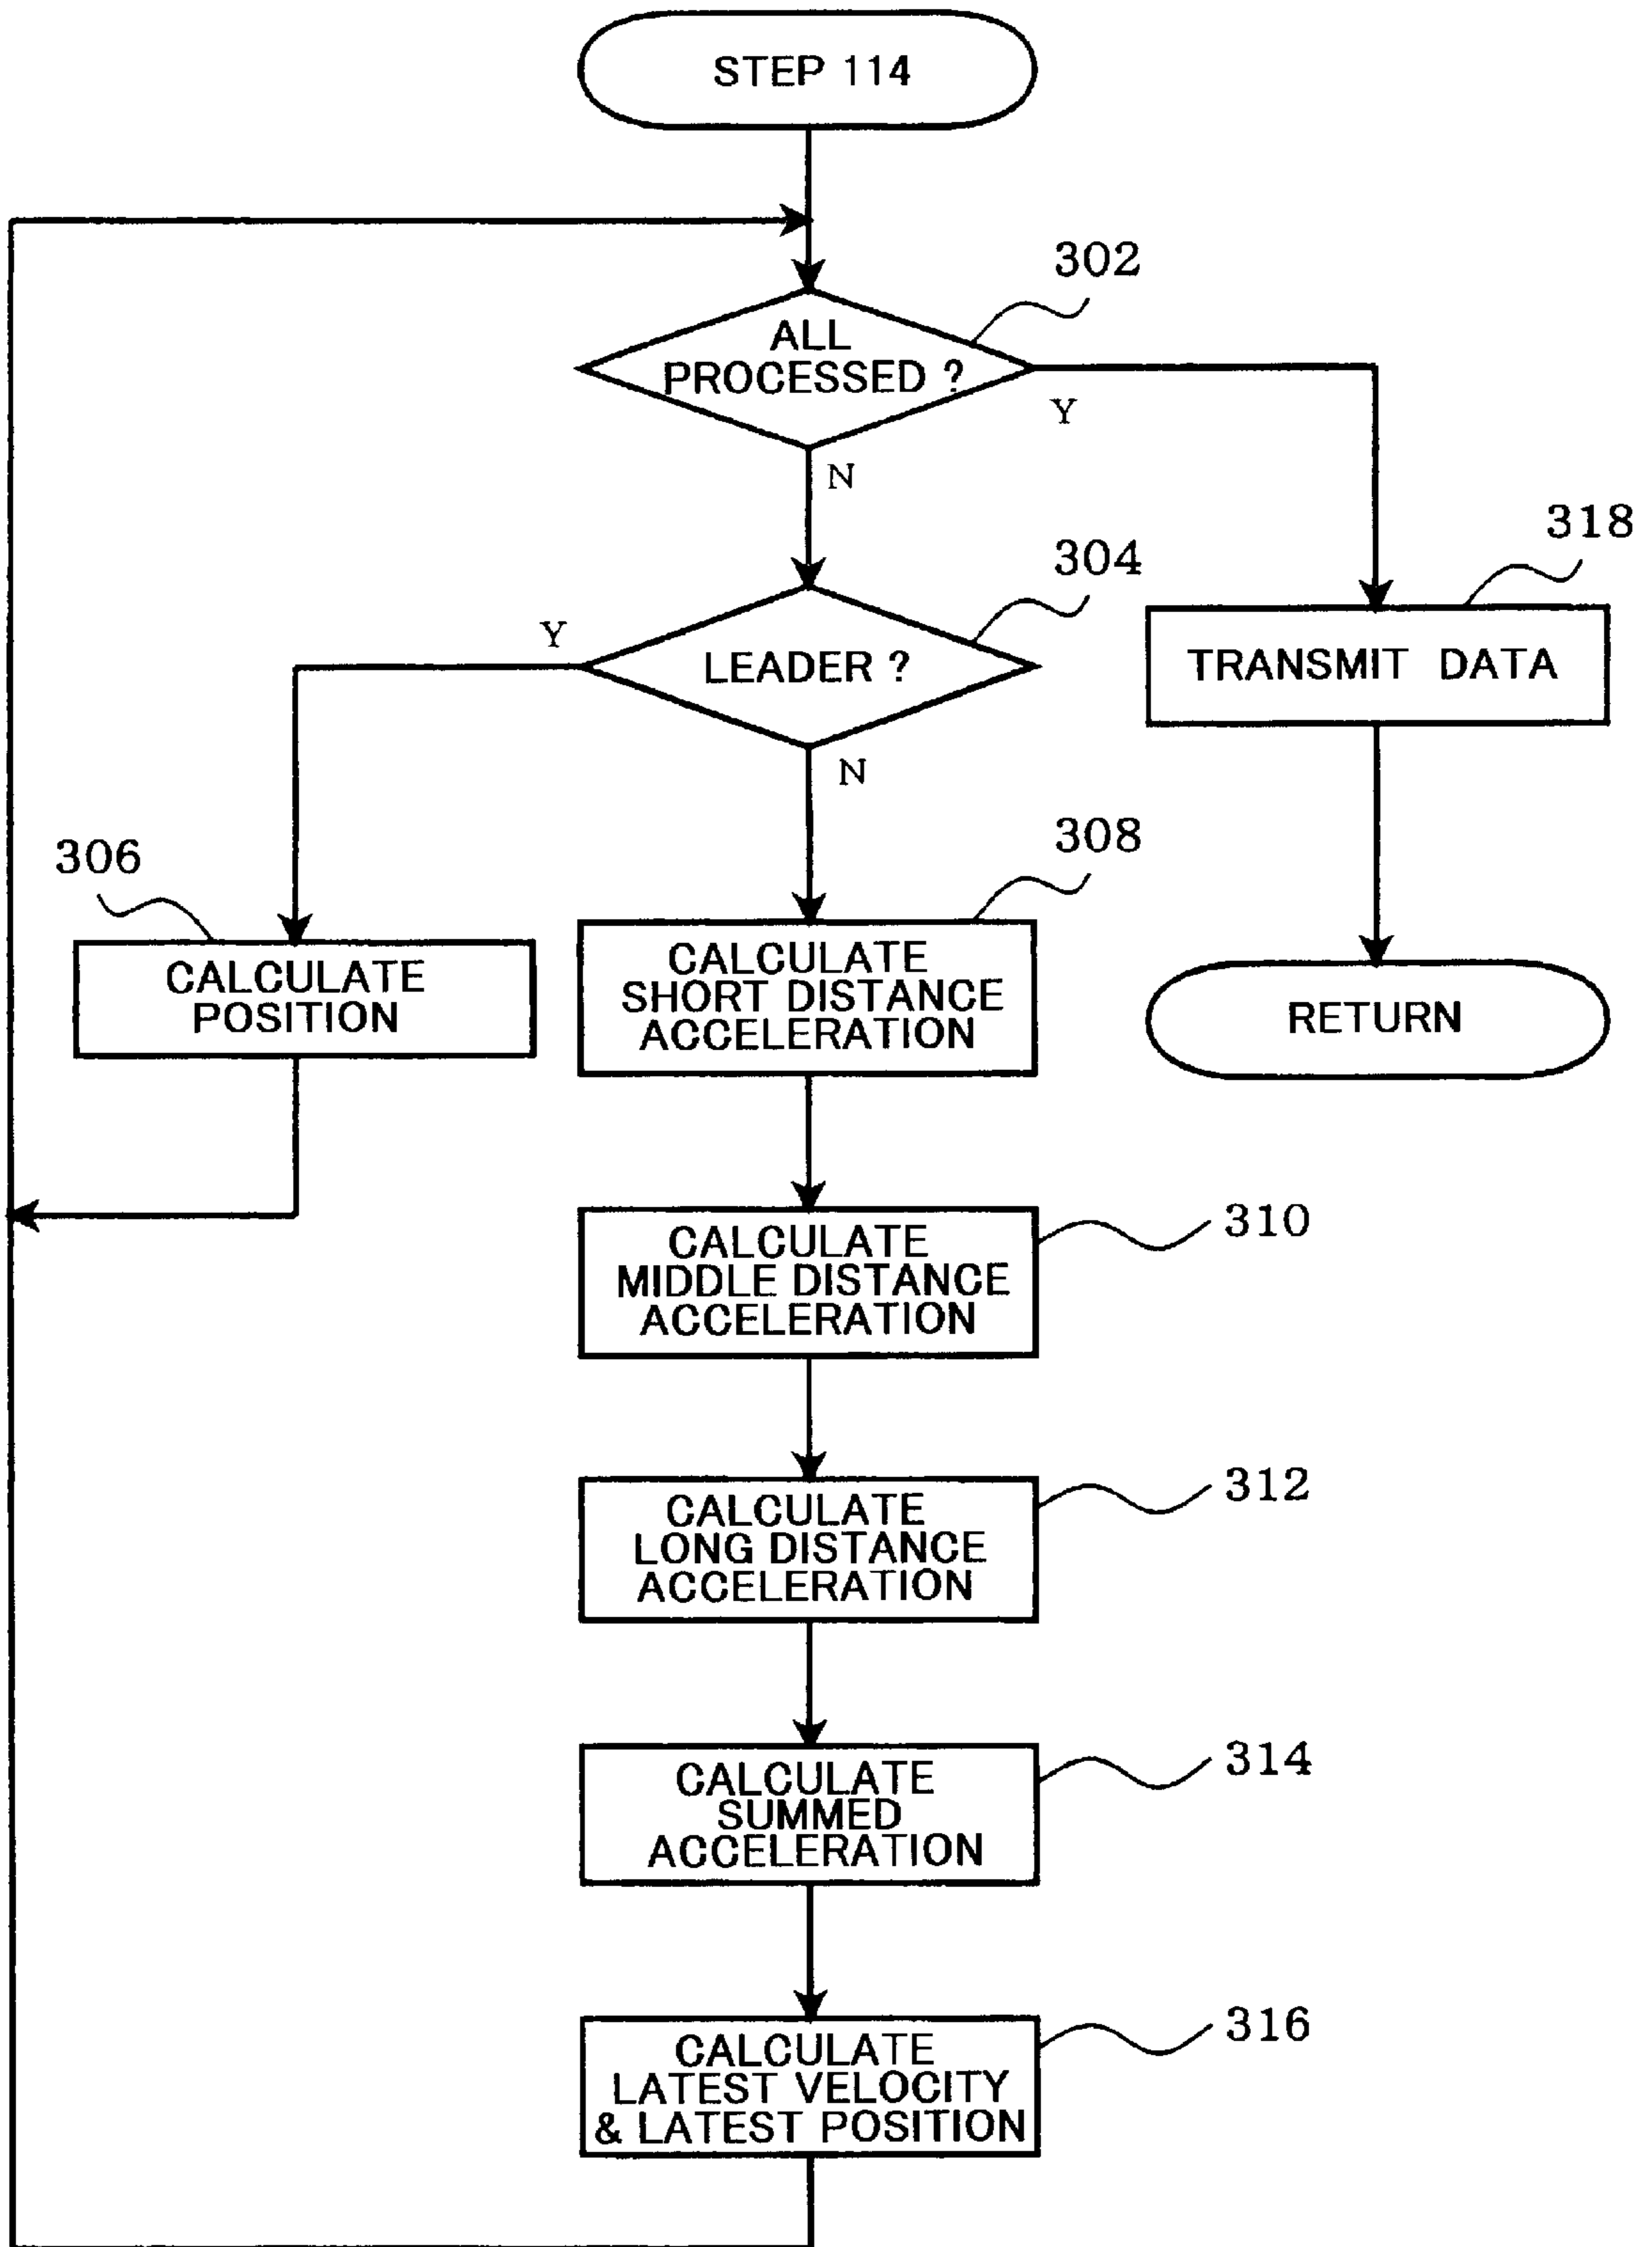 STEP 114
302
ALL
PROCESSED ?
Y
N
318
304
Y
LEADER ?
TRANSMIT DATA
N
308
306
CALCULATE
SHORT DISTANCE
ACCELERATION
CALCULATE
POSITION
RETURN
310
CALCULATE
MIDDLE DISTANCE
ACCELERATION
312
CALCULATE
LONG DISTANCE
ACCELERATION
314
CALCULATE
SUMMED
ACCELERATION
316
CALCULATE
LATEST VELOCITY
& LATEST POSITION